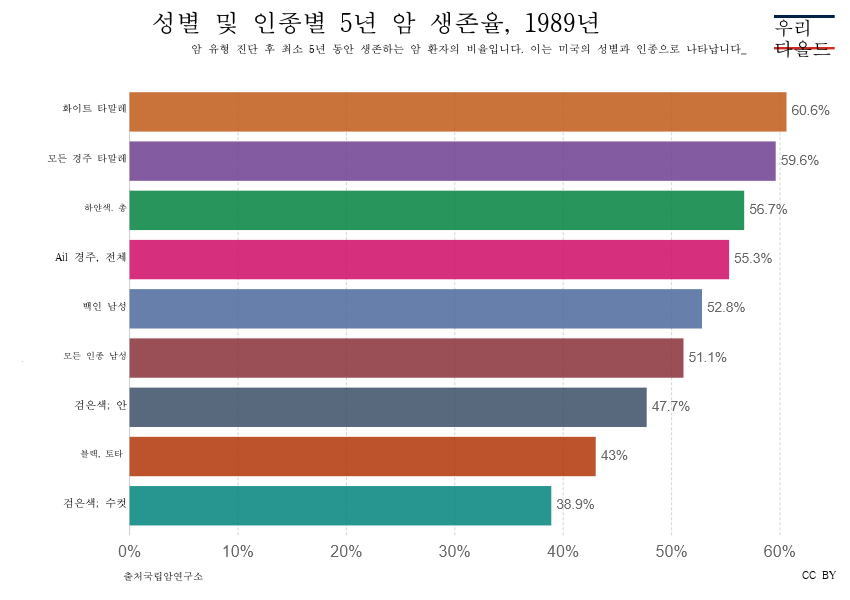 성별 및 인종별 5년 암 생존율, 1989년
암 유형 진단 후 최소 5년 동안 생존하는 암 환자의 비율입니다. 이는 미국의 성별과 인종으로 나타납니다_
우리
다울드
화이트 타말레
60.6%
모든 경주 타말레
59.6%
하얀색. 총
56.7%
Ail 경주, 전체
55.3%
백인 남성
52.8%
모든 인종 남성
51.1%
검은색; 안
47.7%
블랙, 토타
43%
검은색; 수컷
38.9%
0% 10% 20% 30% 40% 50% 60%
출처국립암연구소
CC BY